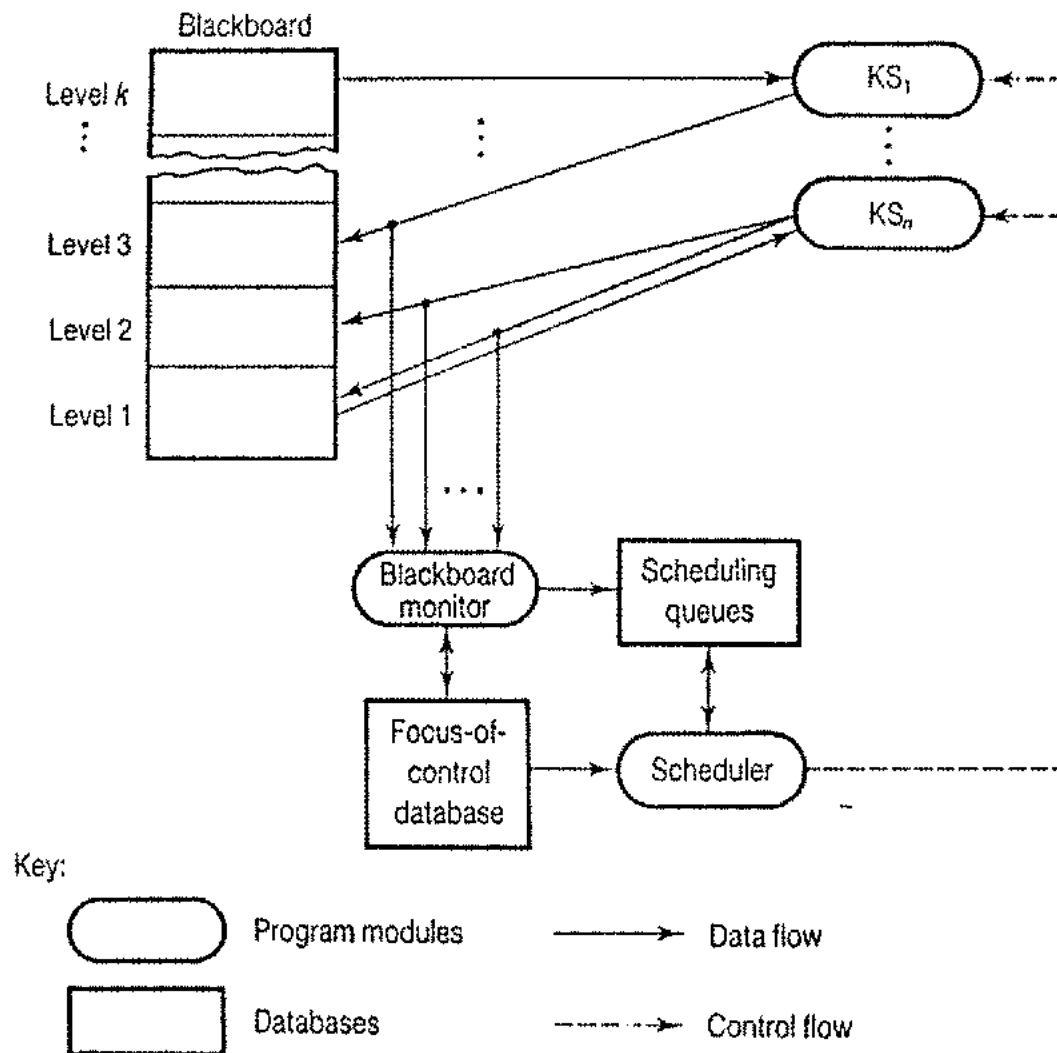 Blackboard
Level k
KS₁
KSₙ
Level 3
Level 2
Level 1
Blackboard
monitor
Scheduling
queues
Focus-of-
control
database
Scheduler
Key:
Program modules
Data flow
Databases
Control flow